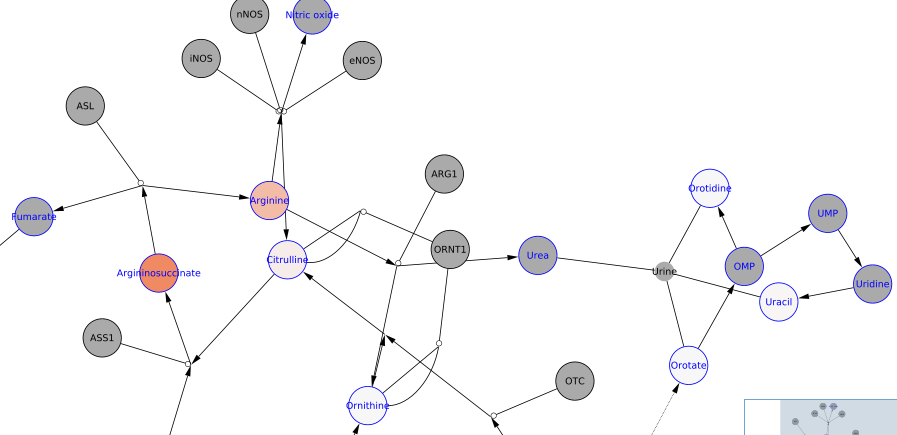 nNOS
Nitric oxide
iNOS
eNOS
ASL
ARG1
Orotidine
Arginine
UMP
Fumarate
ORNT1
Citrulline
Urea
Urine
OMP
Argininosuccinate
Uridine
Uracil
ASS1
Orotate
OTC
Ornithine